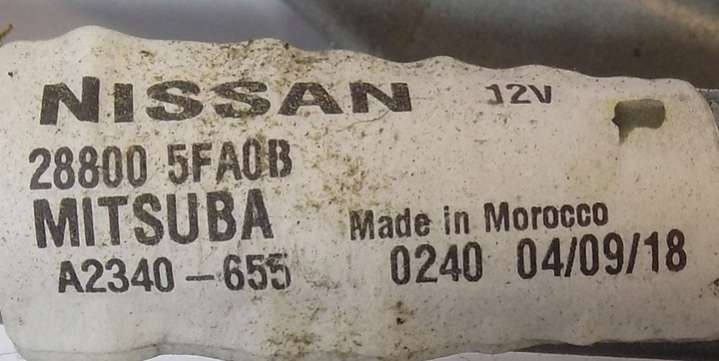 NISSAN 12V
28800 5FA0B
MITSUBA Made in Morocco
A2340-655 0240 04/09/18